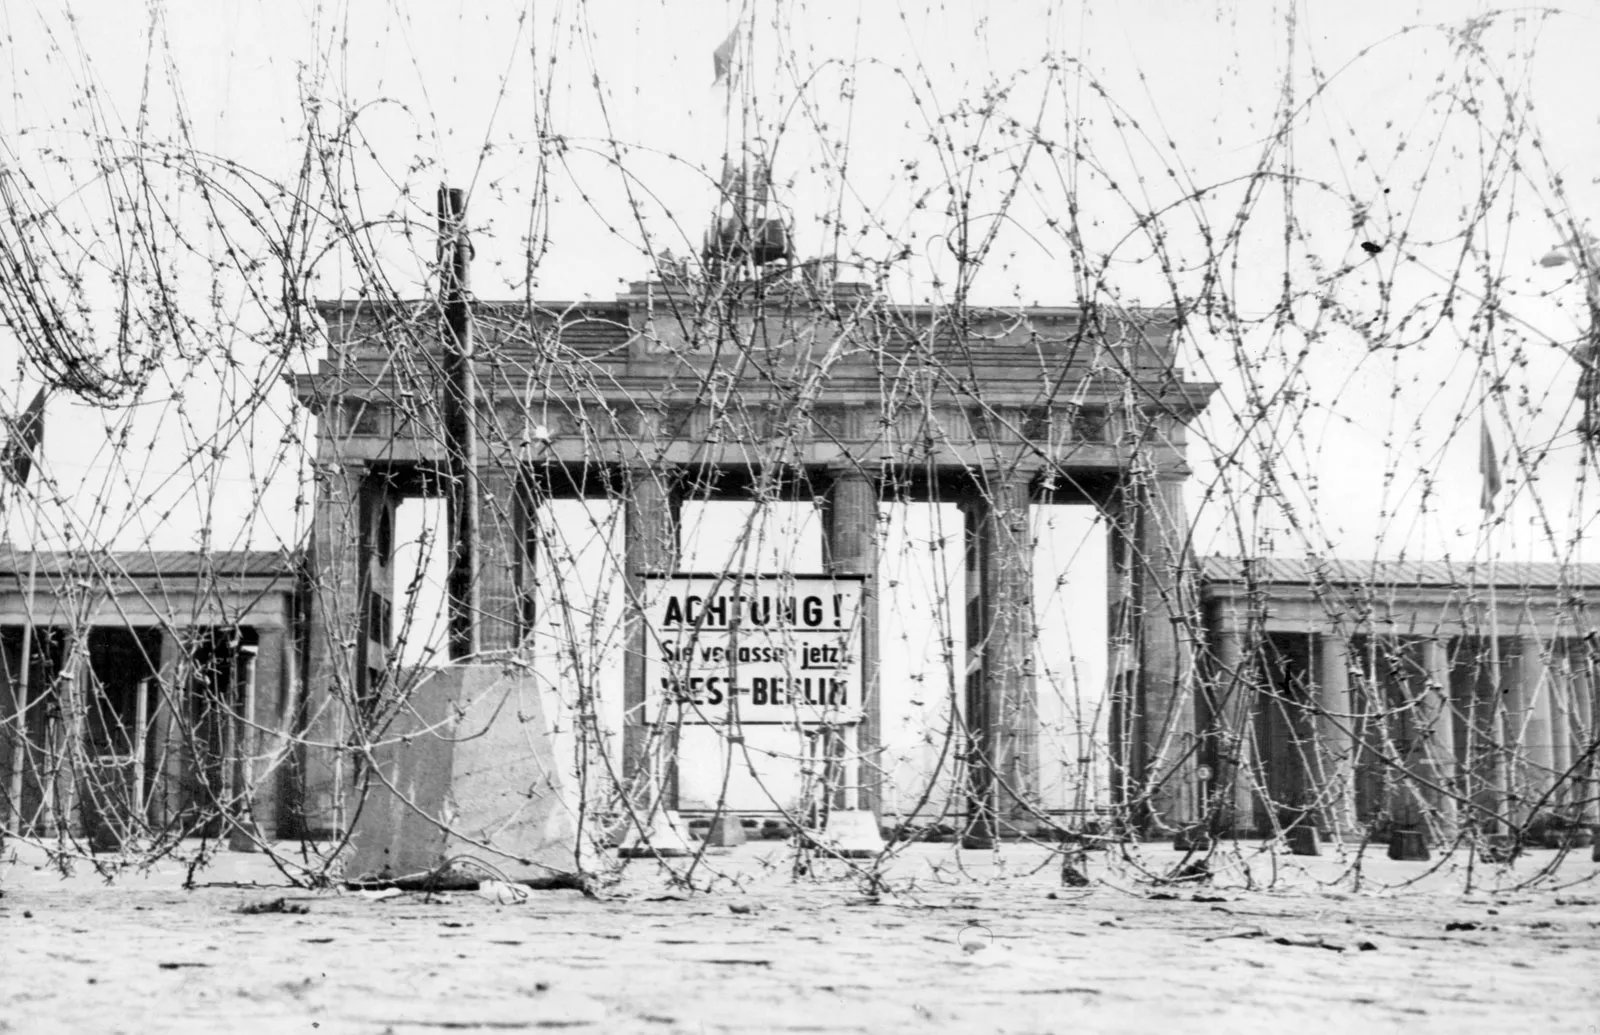 ACHTUNG!
Sie verlassen jetzt
WEST-BERLIN